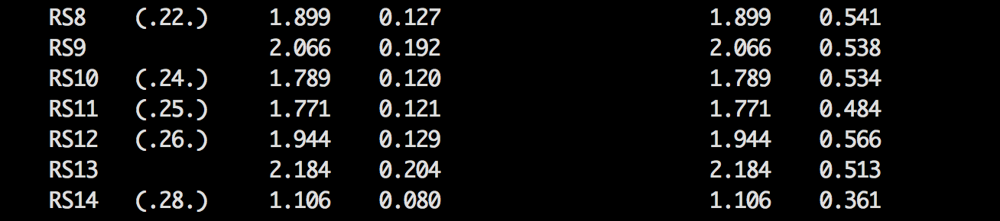 RS8 (.22.) 1.899 0.127 1.899 0.541
RS9 2.066 0.192 2.066 0.538
RS10 (.24.) 1.789 0.120 1.789 0.534
RS11 (.25.) 1.771 0.121 1.771 0.484
RS12 (.26.) 1.944 0.129 1.944 0.566
RS13 2.184 0.204 2.184 0.513
RS14 (.28.) 1.106 0.080 1.106 0.361